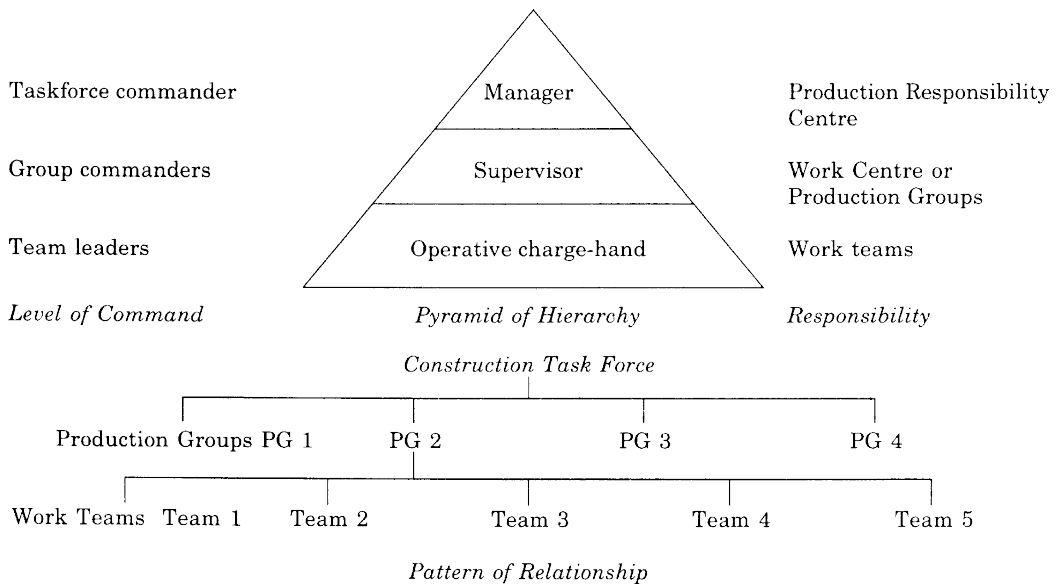 Taskforce commander Manager Production Responsibility
Centre
Group commanders Supervisor Work Centre or
Production Groups
Team leaders Operative charge-hand Work teams
Level of Command Pyramid of Hierarchy Responsibility
Construction Task Force
Production Groups PG 1 PG 2 PG 3 PG 4
Work Teams Team 1 Team 2 Team 3 Team 4 Team 5
Pattern of Relationship